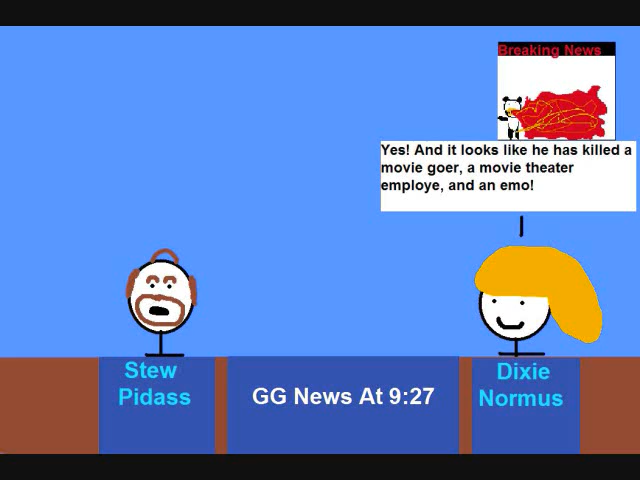 Breaking News
Yes! And it looks like he has killed a
movie goer, a movie theater
employe, and an emo!
Stew
Pidass
GG News At 9:27
Dixie
Normus